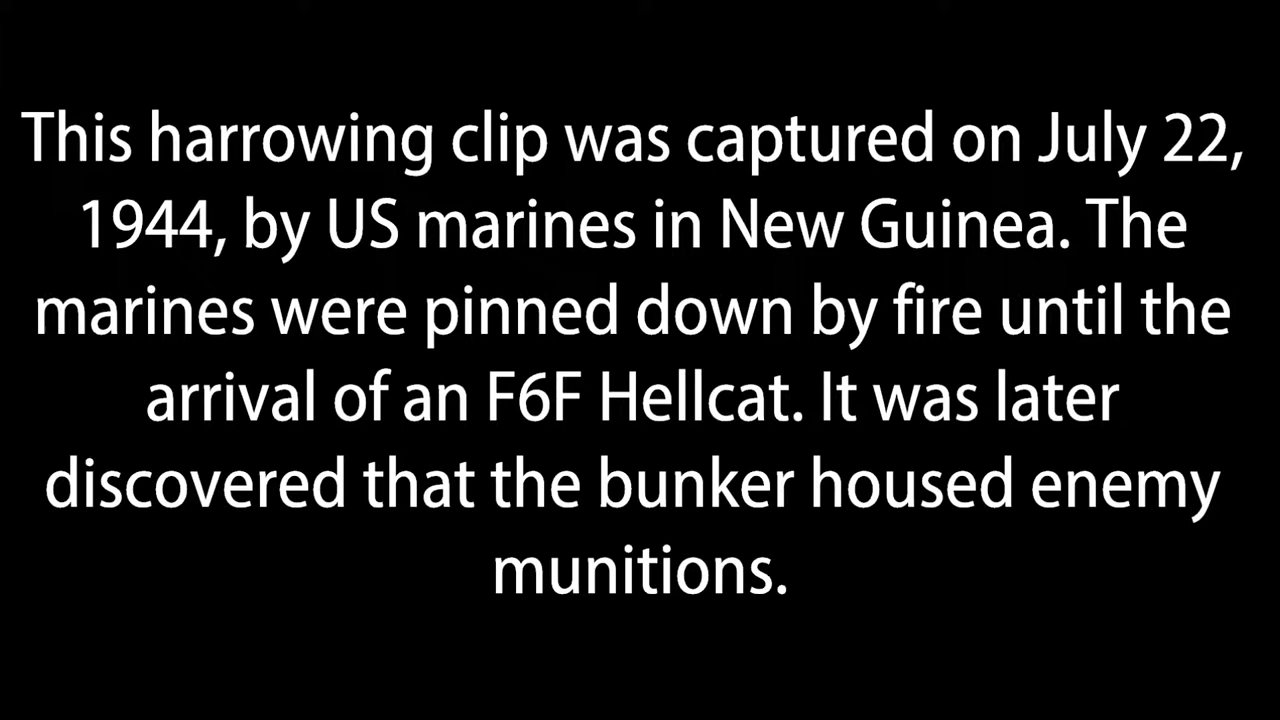 This harrowing clip was captured on July 22,
1944, by US marines in New Guinea. The
marines were pinned down by fire until the
arrival of an F6F Hellcat. It was later
discovered that the bunker housed enemy
munitions.